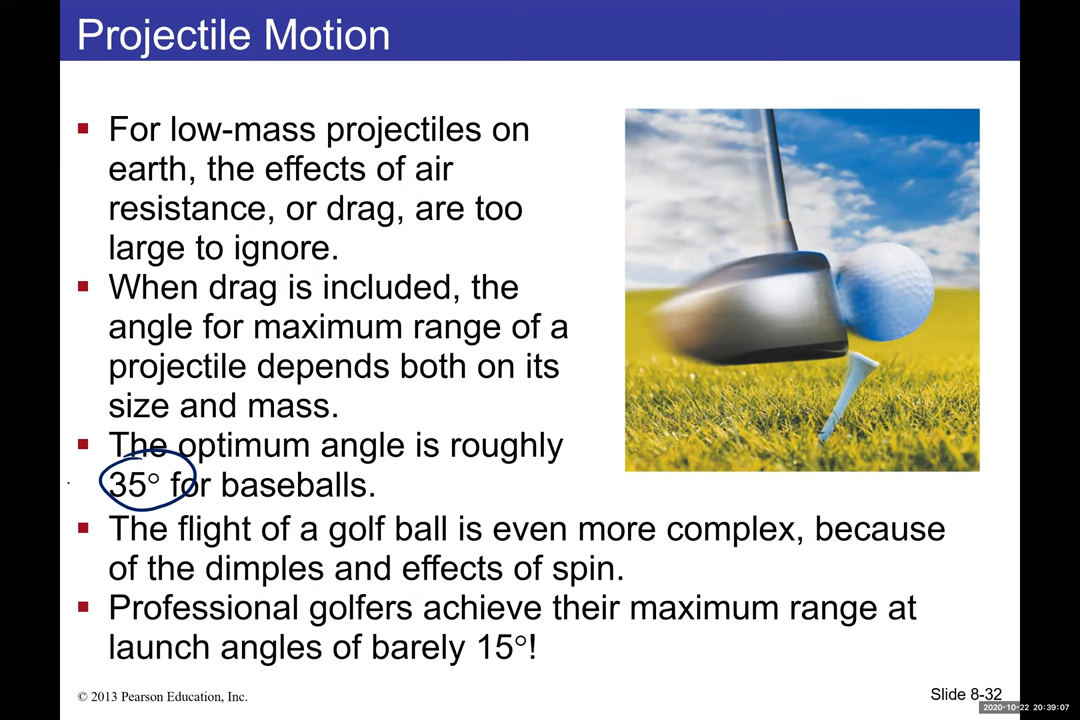 Projectile Motion
▪ For low-mass projectiles on
earth, the effects of air
resistance, or drag, are too
large to ignore.
▪ When drag is included, the
angle for maximum range of a
projectile depends both on its
size and mass.
▪ The optimum angle is roughly
35° for baseballs.
▪ The flight of a golf ball is even more complex, because
of the dimples and effects of spin.
▪ Professional golfers achieve their maximum range at
launch angles of barely 15°!
© 2013 Pearson Education, Inc.
Slide 8-32
2020-10-22 20:39:07